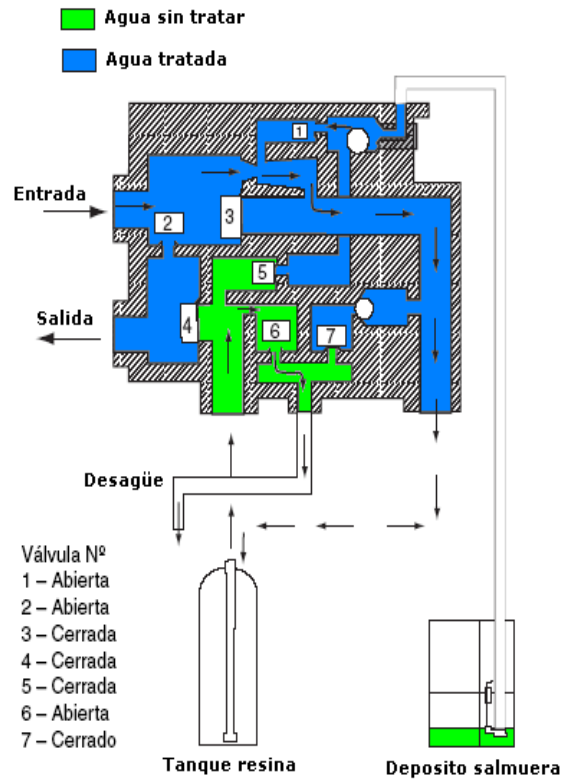 Agua sin tratar
Agua tratada
1
Entrada
2
3
5
Salida
4
6
7
Desagüe
Válvula Nº
1 – Abierta
2 – Abierta
3 – Cerrada
4 – Cerrada
5 – Cerrada
6 – Abierta
7 – Cerrado
Tanque resina
Deposito salmuera